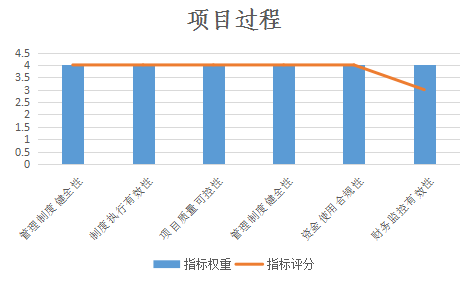 项目过程
4.5
4
3.5
3
2.5
2
1.5
1
0.5
0
管理制度健全性
制度执行有效性
项目质量可控性
管理制度健全性
资金使用合规性
财务监控有效性
指标权重 指标评分